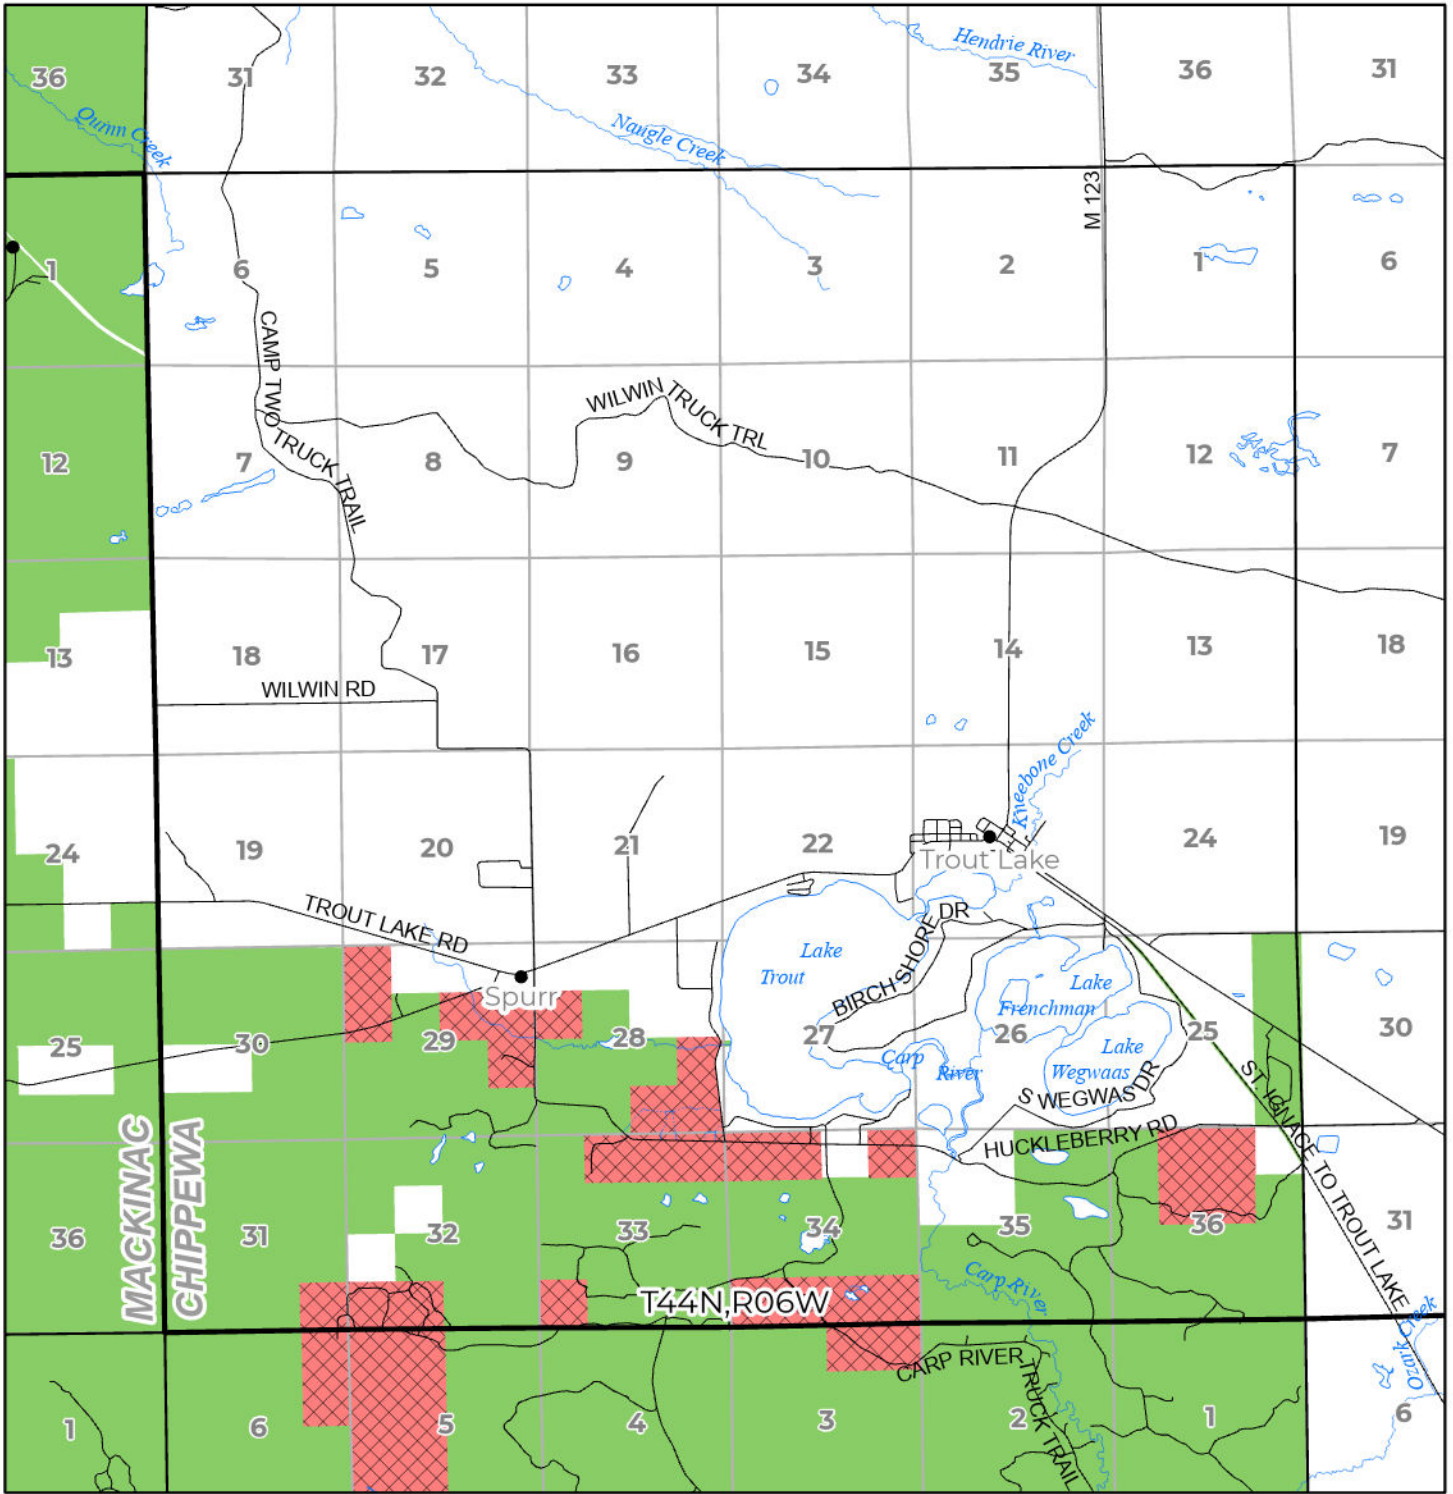 36
31
32
33
34
35
36
31
Hendrie River
Quinn Creek
Naugle Creek
M 123
1
6
5
4
3
2
1
6
CAMP TWO TRUCK TRAIL
WILWIN TRUCK TRL
12
7
8
9
10
11
12
7
13
18
17
16
15
14
13
18
WILWIN RD
Kneebone Creek
24
19
20
21
22
24
19
Trout Lake
TROUT LAKE RD
BIRCH SHORE DR
Lake
Trout
Spurr
Lake
Frenchman
25
30
29
28
27
26
25
30
Carp
River
Lake
Wegwaas
S WEGWAS DR
HUCKLEBERRY RD
ST. IGNACE TO TROUT LAKE
MACKINAC
CHIPPEWA
36
31
32
33
34
35
36
31
Carp River
T44N,R06W
Ozark Creek
CARP RIVER TRUCK TRAIL
1
6
5
4
3
2
1
6